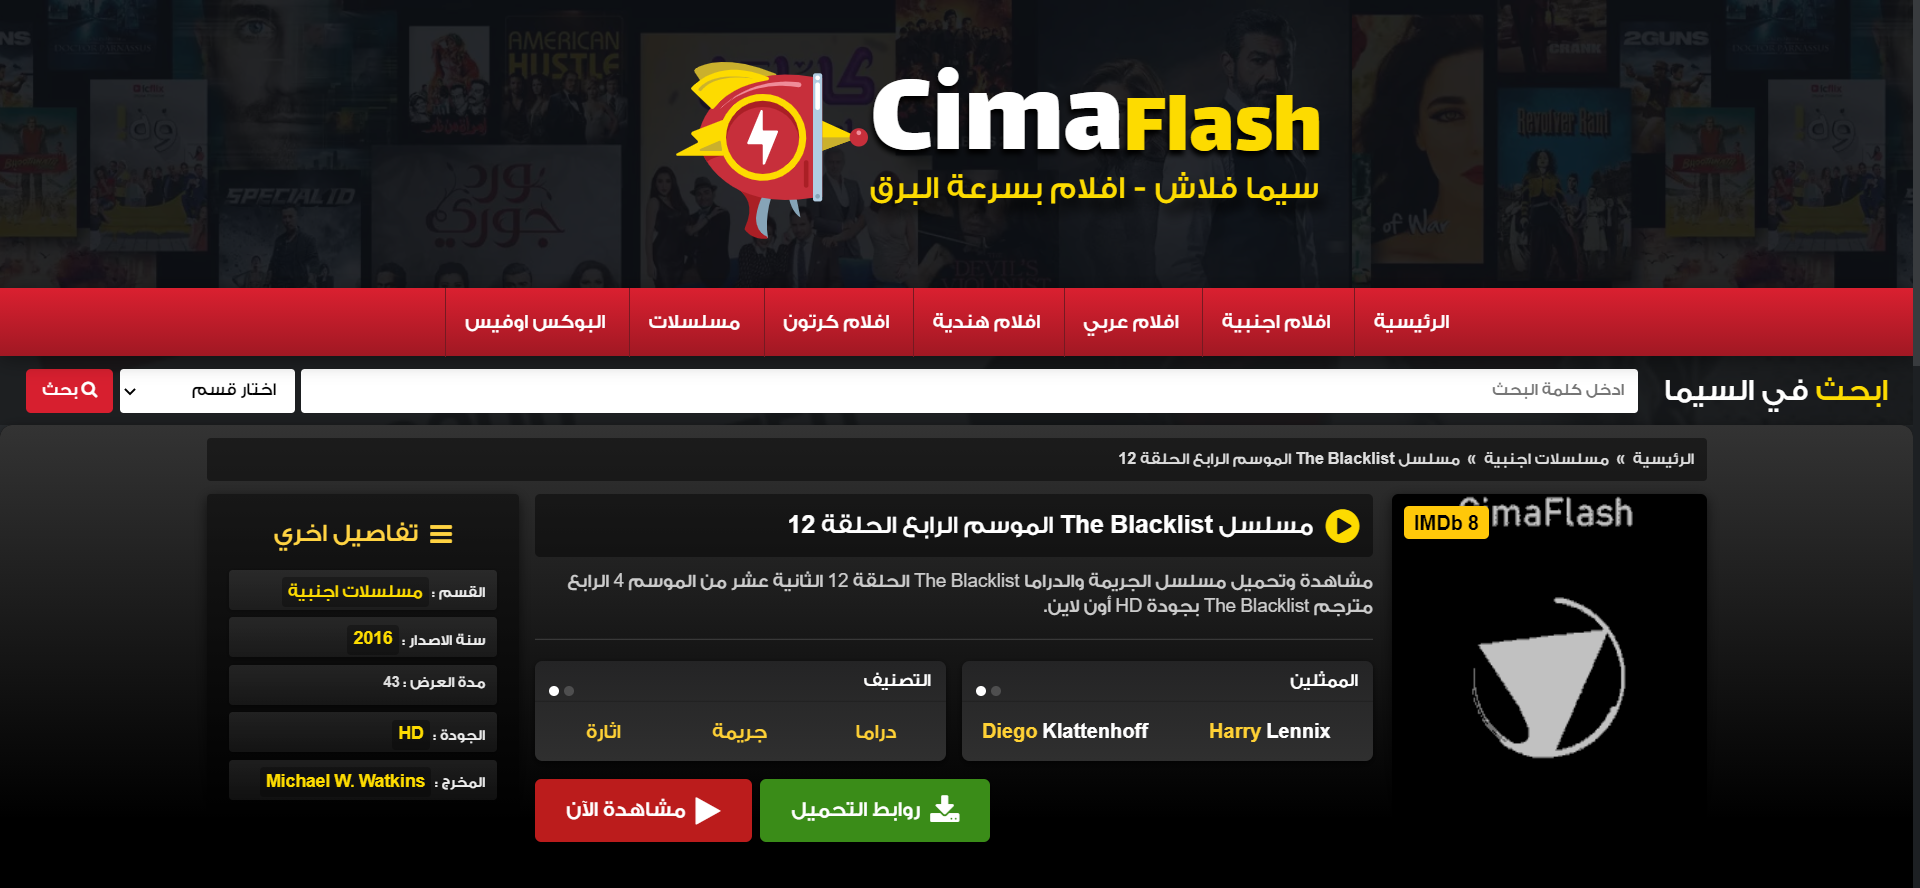 AMERICAN
HUSTLE
2GUNS
SPECIAL ID
CimaFlash
سيما فلاش - افلام بسرعة البرق
الرئيسية
افلام اجنبية
افلام عربي
افلام هندية
افلام كرتون
مسلسلات
البوكس اوفيس
ابحث في السيما
ادخل كلمة البحث
اختار قسم
بحث
الرئيسية » مسلسلات اجنبية » مسلسل The Blacklist الموسم الرابع الحلقة 12
CimaFlash
IMDb 8
مسلسل The Blacklist الموسم الرابع الحلقة 12
مشاهدة وتحميل مسلسل الجريمة والدراما The Blacklist الحلقة 12 الثانية عشر من الموسم 4 الرابع
مترجم The Blacklist بجودة HD أون لاين.
الممثلين
Harry Lennix
Diego Klattenhoff
التصنيف
دراما
جريمة
اثارة
روابط التحميل
مشاهدة الآن
تفاصيل اخري
القسم : مسلسلات اجنبية
سنة الاصدار : 2016
مدة العرض : 43
الجودة : HD
المخرج : Michael W. Watkins